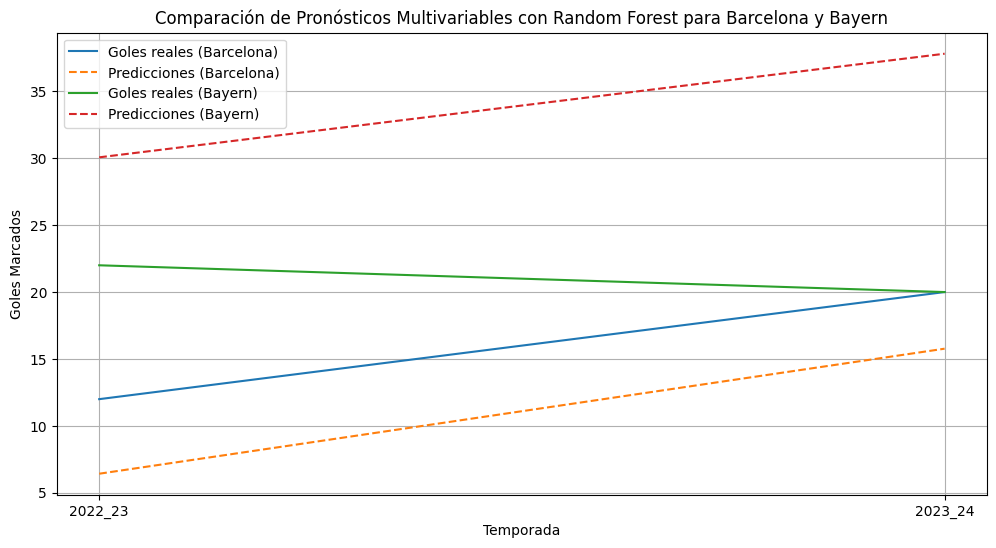 Comparación de Pronósticos Multivariables con Random Forest para Barcelona y Bayern
Goles reales (Barcelona)
Predicciones (Barcelona)
Goles reales (Bayern)
Predicciones (Bayern)
Goles Marcados
35
30
25
20
15
10
5
2022_23
2023_24
Temporada